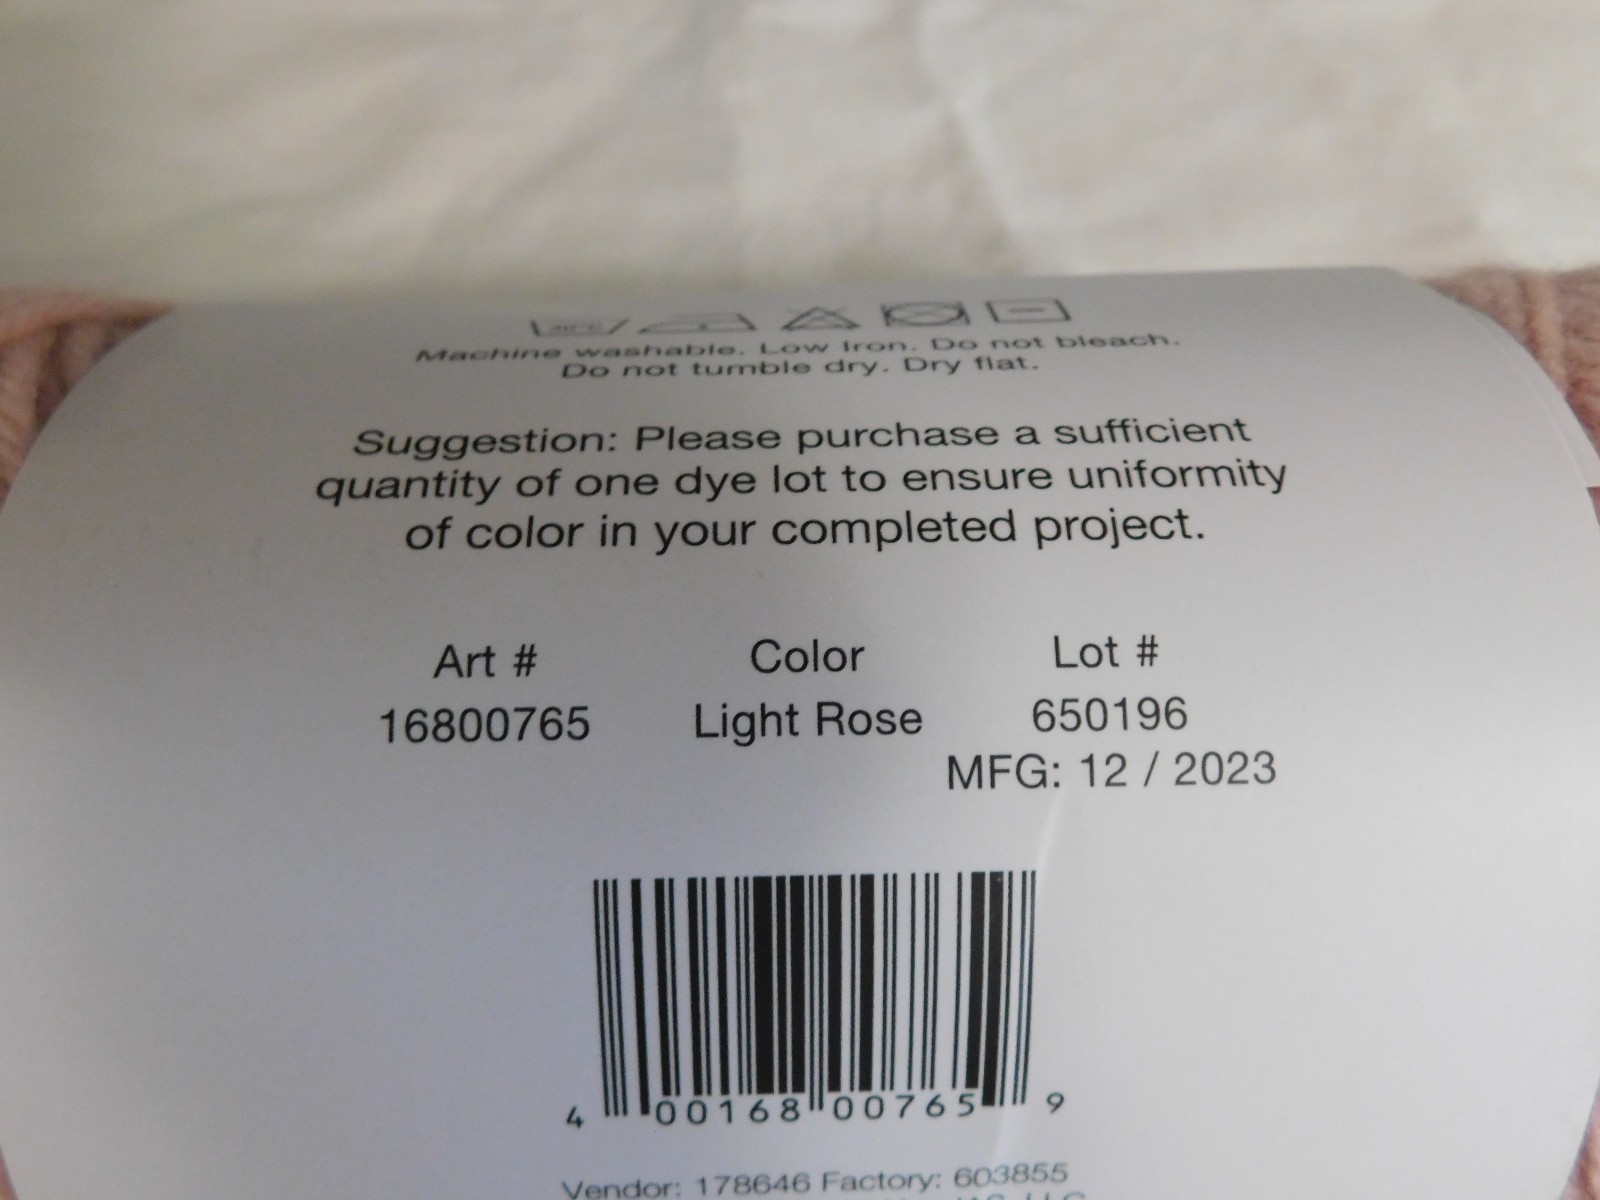 Machine washable. Low Iron. Do not bleach.
Do not tumble dry. Dry flat.
Suggestion: Please purchase a sufficient
quantity of one dye lot to ensure uniformity
of color in your completed project.
Art # Color Lot #
16800765 Light Rose 650196
MFG: 12 / 2023
4 00168 00765 9
Vendor: 178646 Factory: 603855